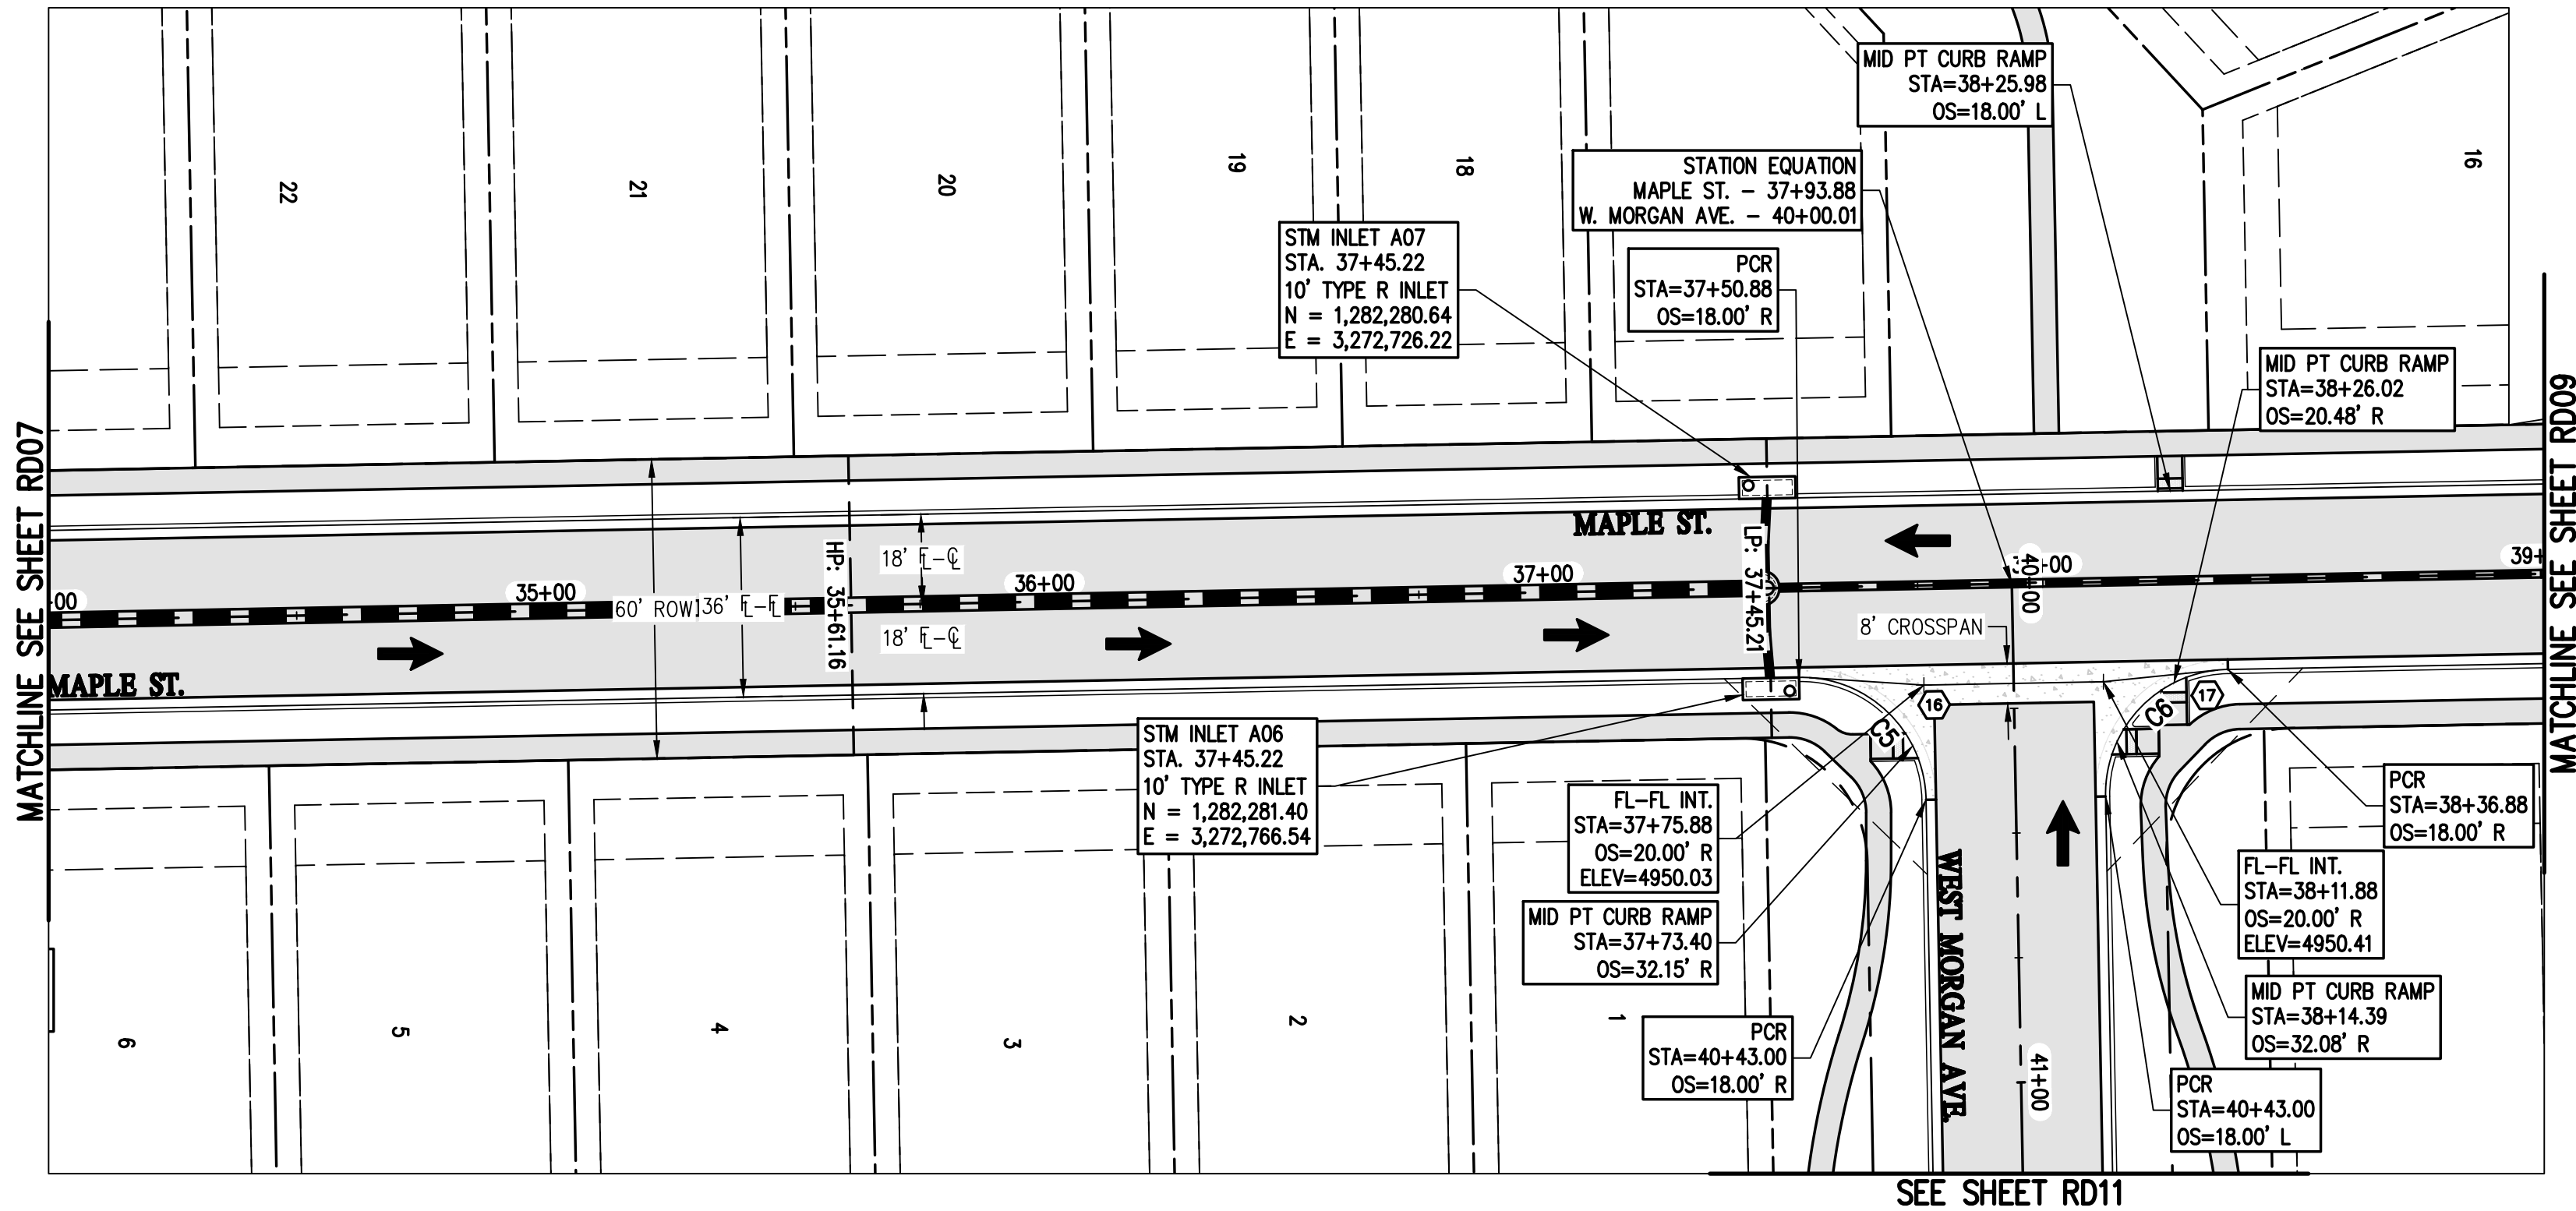 MID PT CURB RAMP
STA=38+25.98
OS=18.00' L
STATION EQUATION
MAPLE ST. - 37+93.88
W. MORGAN AVE. - 40+00.01
STM INLET A07
STA. 37+45.22
10' TYPE R INLET
N = 1,282,280.64
E = 3,272,726.22
PCR
STA=37+50.88
OS=18.00' R
MID PT CURB RAMP
STA=38+26.02
OS=20.48' R
22
21
20
19
18
16
MATCHLINE SEE SHEET RD07
MATCHLINE SEE SHEET RD09
MAPLE ST.
MAPLE ST.
00
35+00
36+00
37+00
+00
40+00
39+
60' ROW
36' FL-FL
HP: 35+61.16
18' FL-CL
18' FL-CL
LP: 37+45.21
8' CROSSPAN
16
17
C5
C6
STM INLET A06
STA. 37+45.22
10' TYPE R INLET
N = 1,282,281.40
E = 3,272,766.54
FL-FL INT.
STA=37+75.88
OS=20.00' R
ELEV=4950.03
MID PT CURB RAMP
STA=37+73.40
OS=32.15' R
PCR
STA=40+43.00
OS=18.00' R
PCR
STA=38+36.88
OS=18.00' R
FL-FL INT.
STA=38+11.88
OS=20.00' R
ELEV=4950.41
MID PT CURB RAMP
STA=38+14.39
OS=32.08' R
PCR
STA=40+43.00
OS=18.00' L
WEST MORGAN AVE.
41+00
6
5
4
3
2
1
SEE SHEET RD11